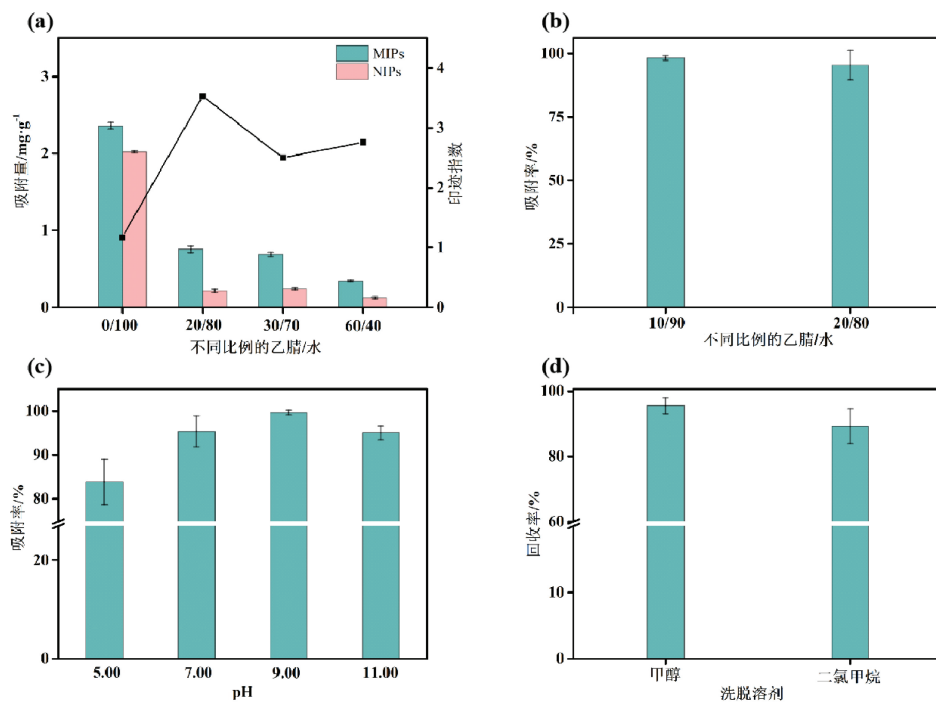 (a)
MIPs
NIPs
吸附量/mg·g⁻¹
3
2
1
0
4
3
2
1
0
印迹指数
0/100
20/80
30/70
60/40
不同比例的乙腈/水
(b)
吸附率/%
100
75
50
25
0
10/90
20/80
不同比例的乙腈/水
(c)
吸附率/%
100
90
80
20
0
5.00
7.00
9.00
11.00
pH
(d)
回收率/%
100
80
60
10
0
甲醇
二氯甲烷
洗脱溶剂